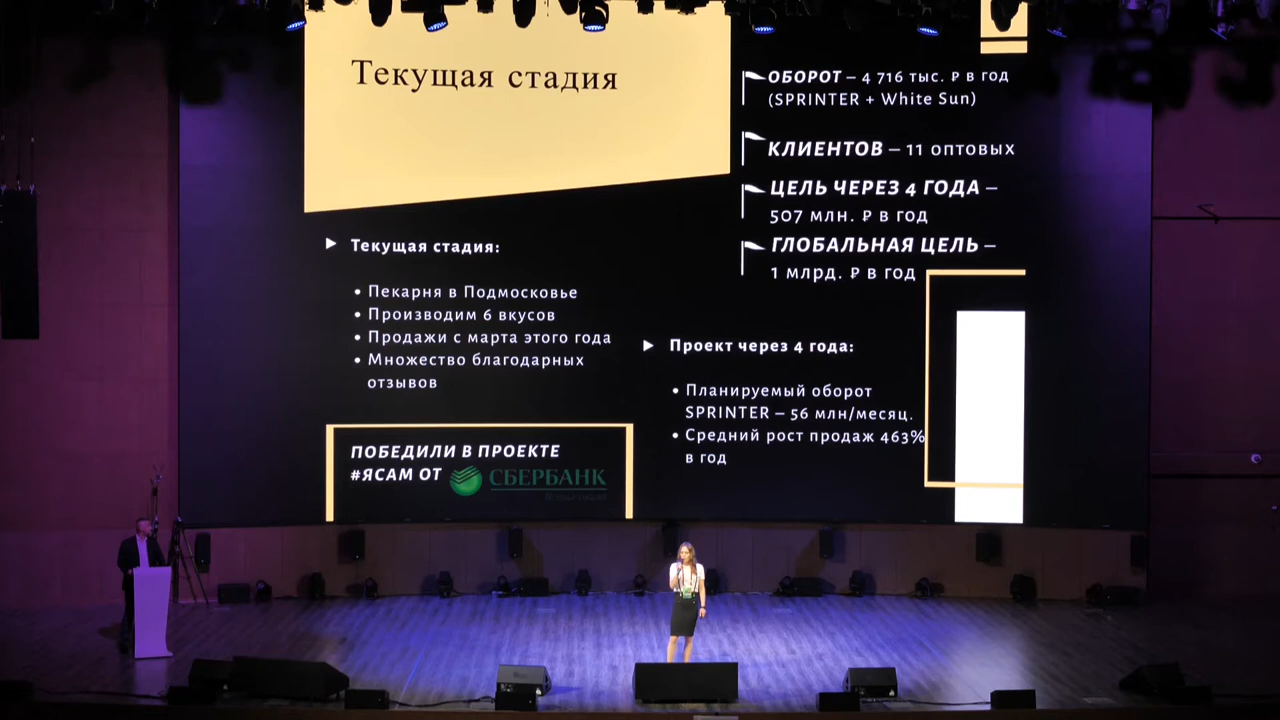 Текущая стадия
Текущая стадия:
• Пекарня в Подмосковье
• Производим 6 вкусов
• Продажи с марта этого года
• Множество благодарных
отзывов
ПОБЕДИЛИ В ПРОЕКТЕ
#ЯСАМ ОТ СБЕРБАНК
ОБОРОТ – 4 716 тыс. ₽ в год
(SPRINTER + White Sun)
КЛИЕНТОВ – 11 оптовых
ЦЕЛЬ ЧЕРЕЗ 4 ГОДА –
507 млн. ₽ в год
ГЛОБАЛЬНАЯ ЦЕЛЬ –
1 млрд. ₽ в год
Проект через 4 года:
• Планируемый оборот
SPRINTER – 56 млн/месяц.
• Средний рост продаж 463%
в год